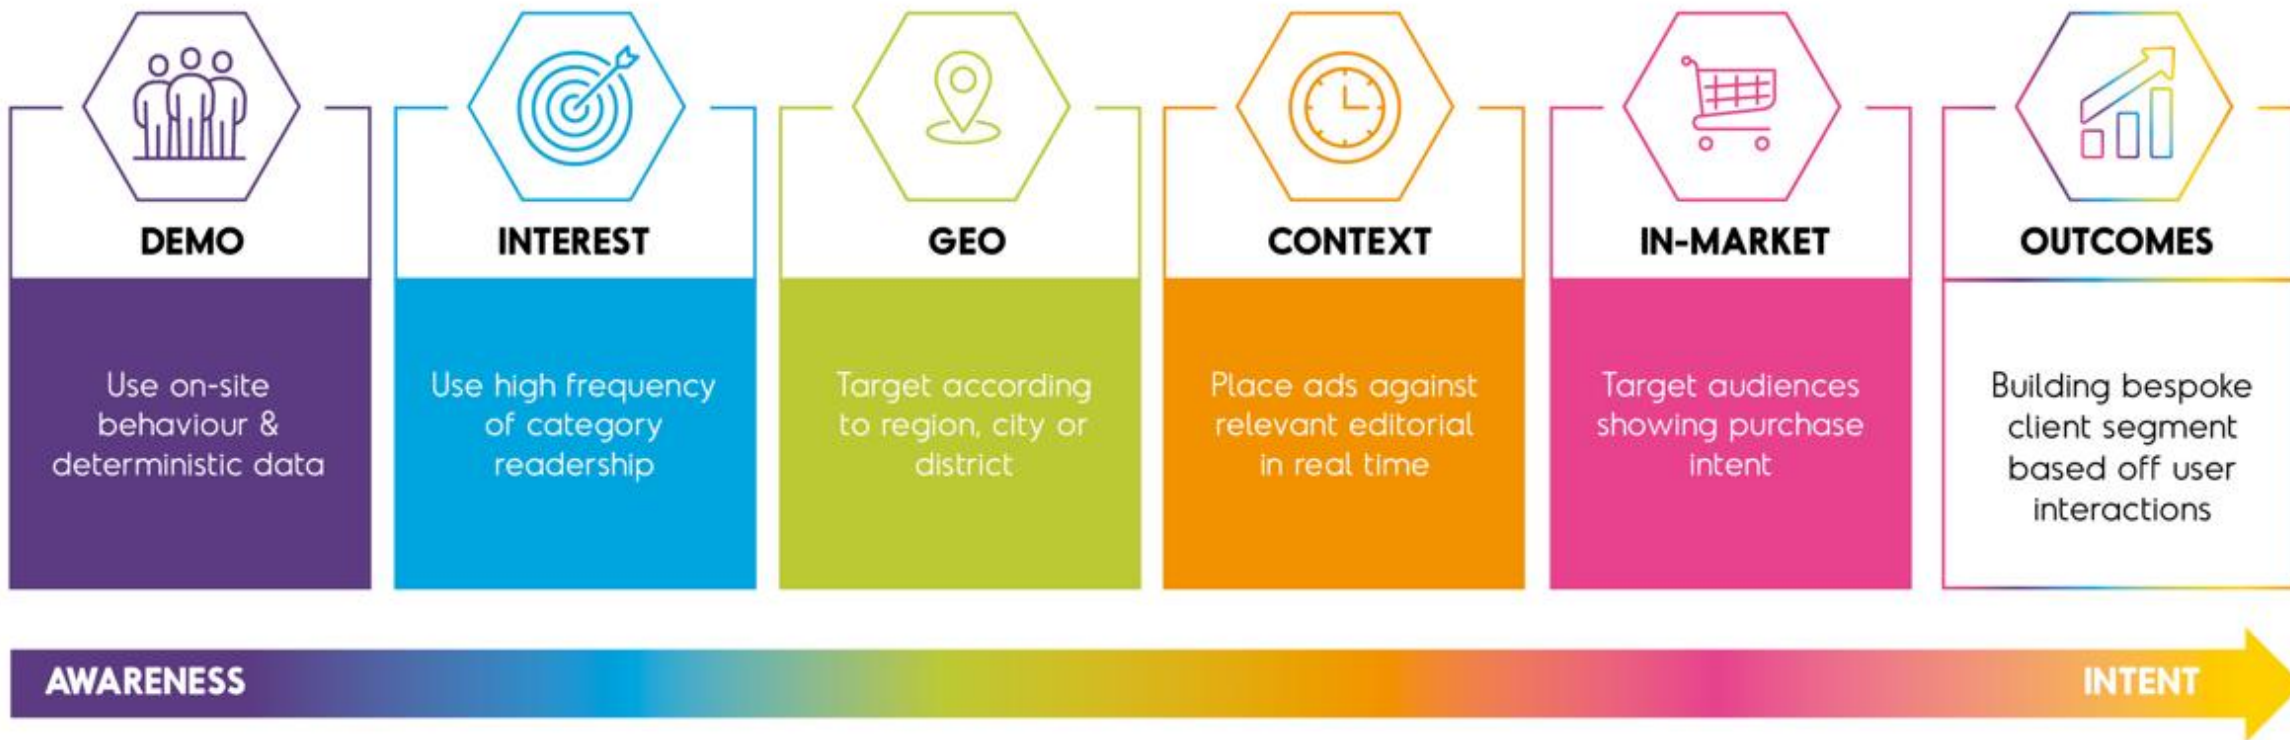 DEMO
Use on-site
behaviour &
deterministic data
INTEREST
Use high frequency
of category
readership
GEO
Target according
to region, city or
district
CONTEXT
Place ads against
relevant editorial
in real time
IN-MARKET
Target audiences
showing purchase
intent
OUTCOMES
Building bespoke
client segment
based off user
interactions
AWARENESS
INTENT